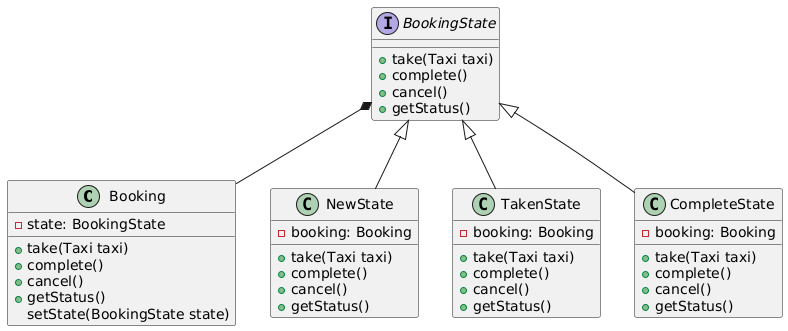 I BookingState
take(Taxi taxi)
complete()
cancel()
getStatus()
C Booking
state: BookingState
take(Taxi taxi)
complete()
cancel()
getStatus()
setState(BookingState state)
C NewState
booking: Booking
take(Taxi taxi)
complete()
cancel()
getStatus()
C TakenState
booking: Booking
take(Taxi taxi)
complete()
cancel()
getStatus()
C CompleteState
booking: Booking
take(Taxi taxi)
complete()
cancel()
getStatus()